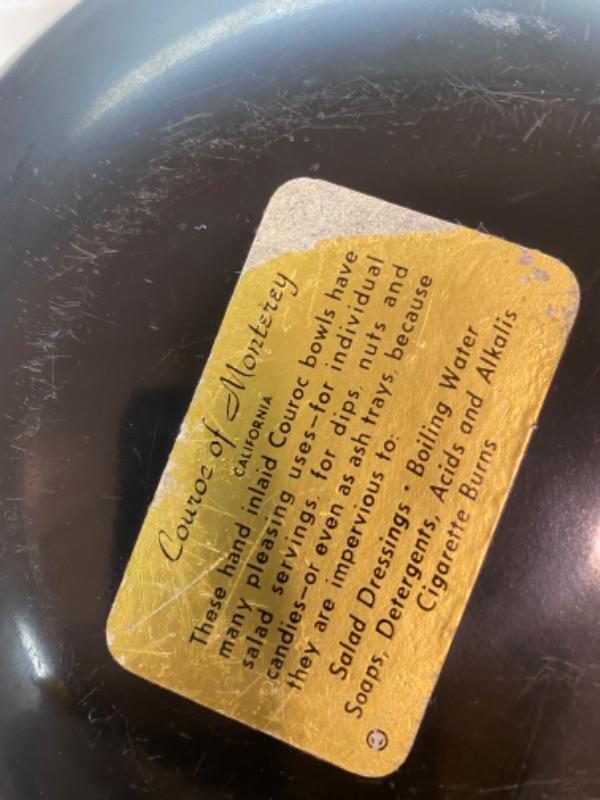 Couroc of Monterey
CALIFORNIA
These hand inlaid Couroc bowls have
many pleasing uses—for individual
salad servings, for dips, nuts and
candies—or even as ash trays, because
they are impervious to:
Salad Dressings · Boiling Water
Soaps, Detergents, Acids and Alkalis
Cigarette Burns